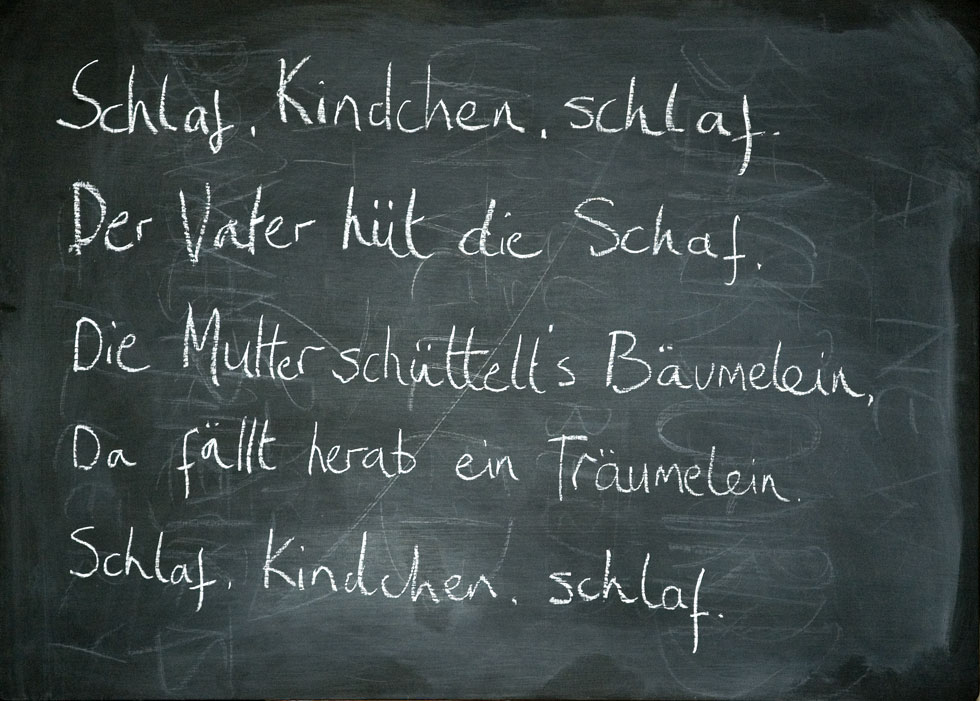 Schlaf, Kindchen, schlaf.
Der Vater hüt die Schaf.
Die Mutter schüttelt's Bäumelein,
Da fällt herab ein Träumelein.
Schlaf, Kindchen, schlaf.